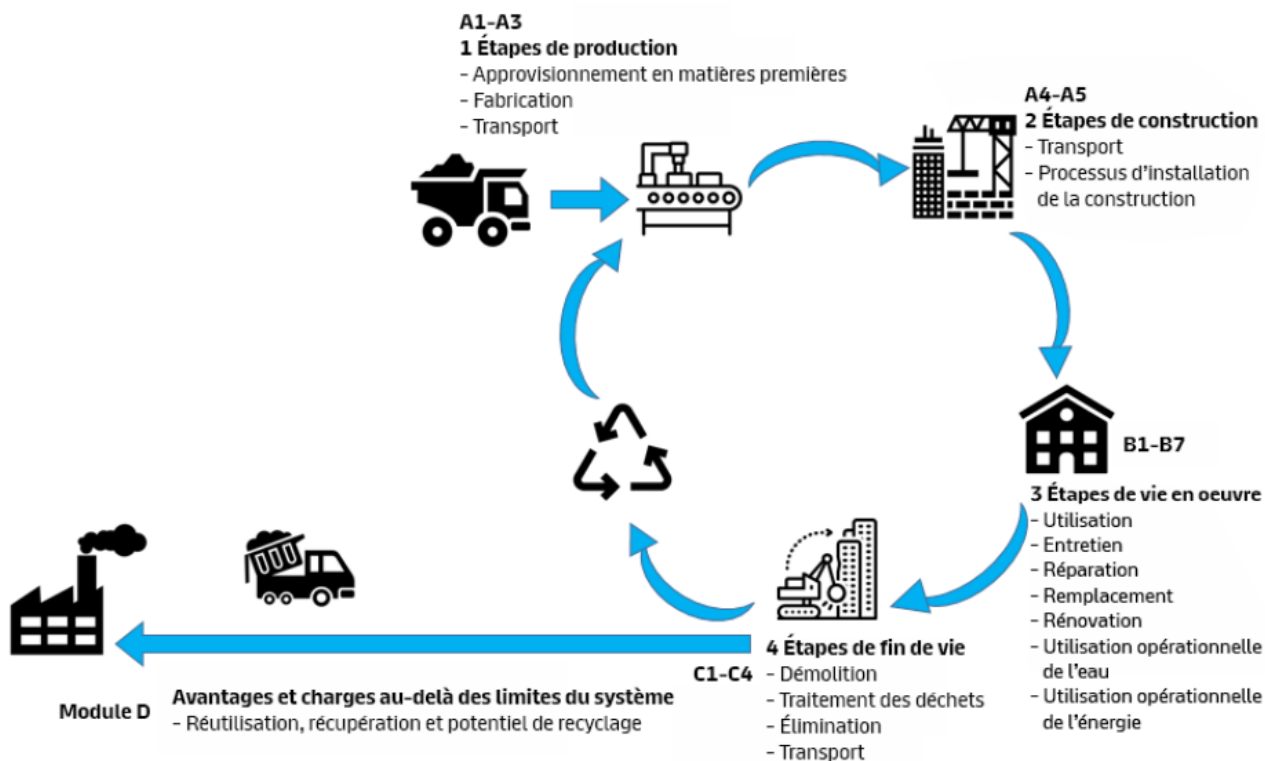 A1-A3
1 Étapes de production
- Approvisionnement en matières premières
- Fabrication
- Transport
A4-A5
2 Étapes de construction
- Transport
- Processus d'installation
de la construction
B1-B7
3 Étapes de vie en oeuvre
- Utilisation
- Entretien
- Réparation
- Remplacement
- Rénovation
- Utilisation opérationnelle
de l'eau
- Utilisation opérationnelle
de l'énergie
4 Étapes de fin de vie
C1-C4
- Démolition
- Traitement des déchets
- Élimination
- Transport
Module D
Avantages et charges au-delà des limites du système
- Réutilisation, récupération et potentiel de recyclage